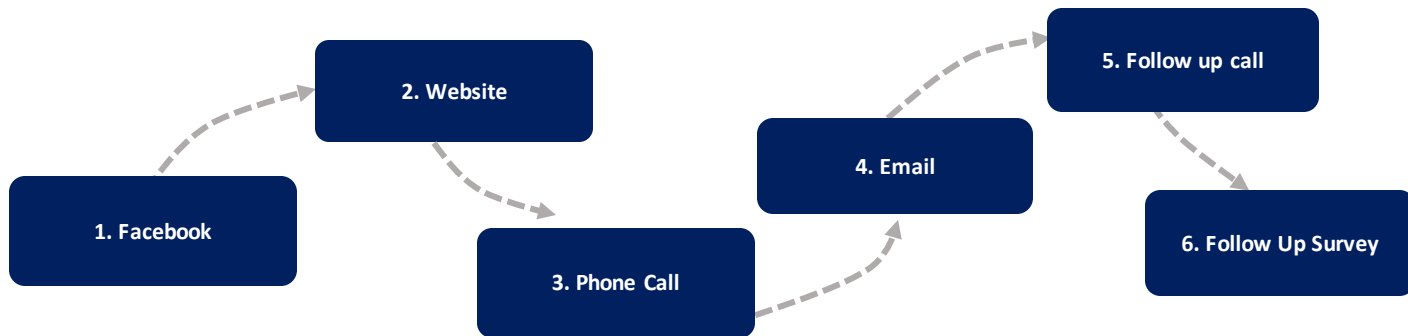 1. Facebook
2. Website
3. Phone Call
4. Email
5. Follow up call
6. Follow Up Survey